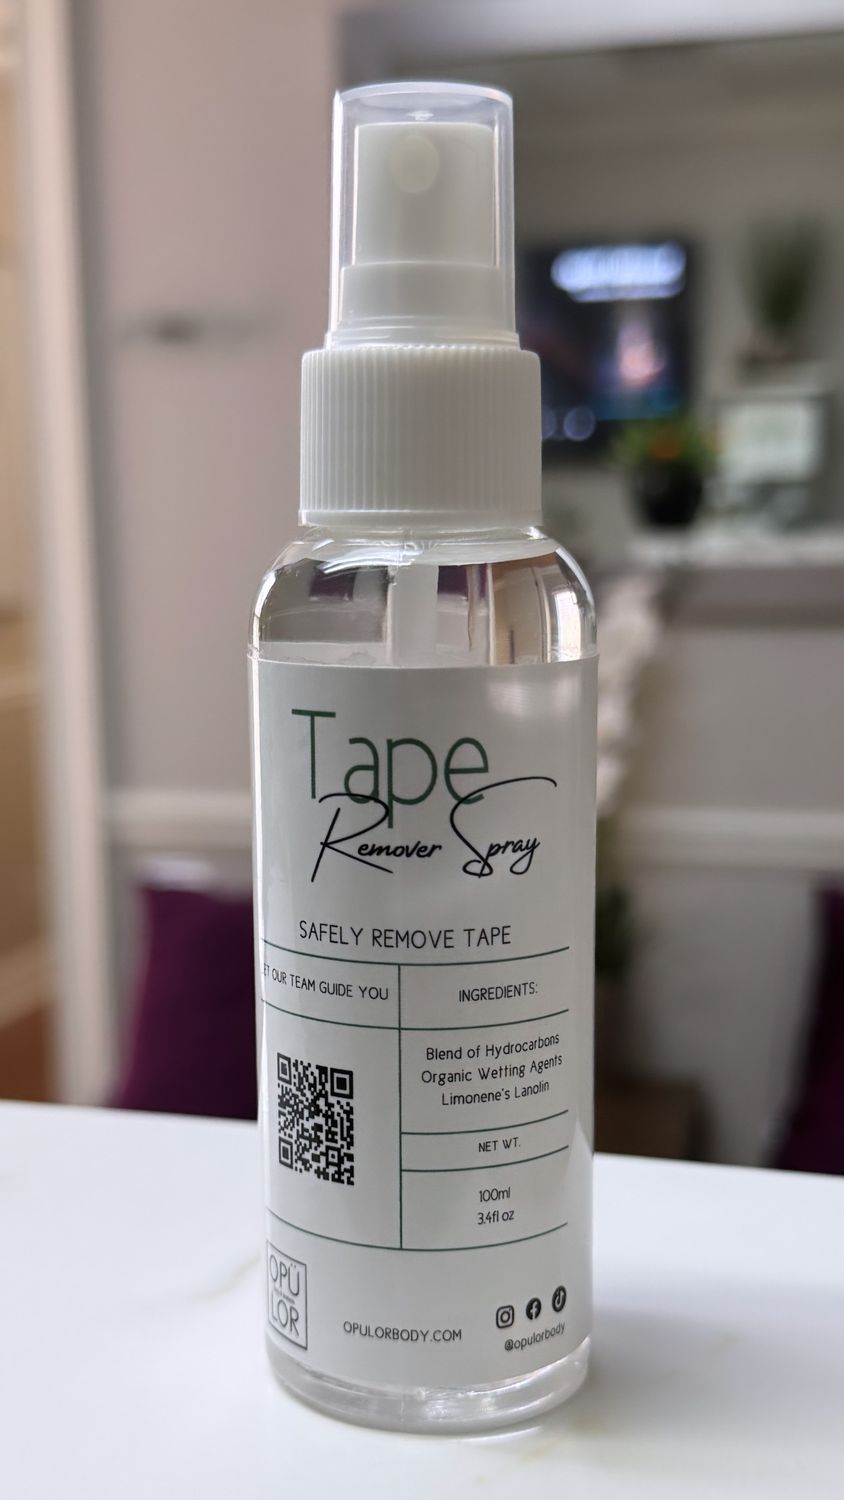 Tape
Remover Spray
SAFELY REMOVE TAPE
ET OUR TEAM GUIDE YOU
INGREDIENTS:
Blend of Hydrocarbons
Organic Wetting Agents
Limonene's Lanolin
NET WT.
100ml
3.4fl oz
OPÜ
LOR
OPULORBODY.COM
@opulorbody